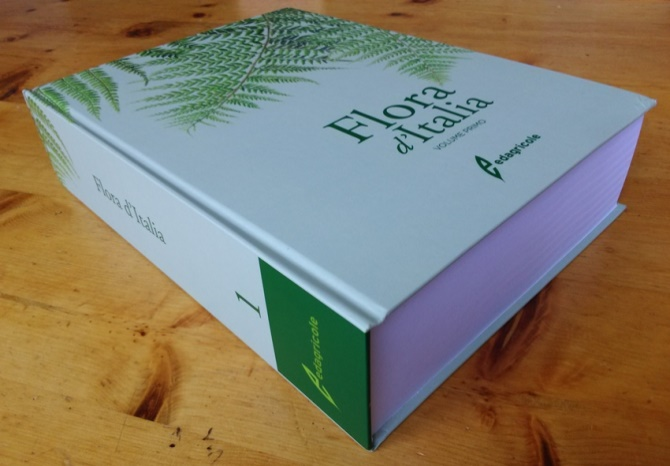 Flora
d'Italia
VOLUME PRIMO
edagricole
Flora d'Italia
1
edagricole